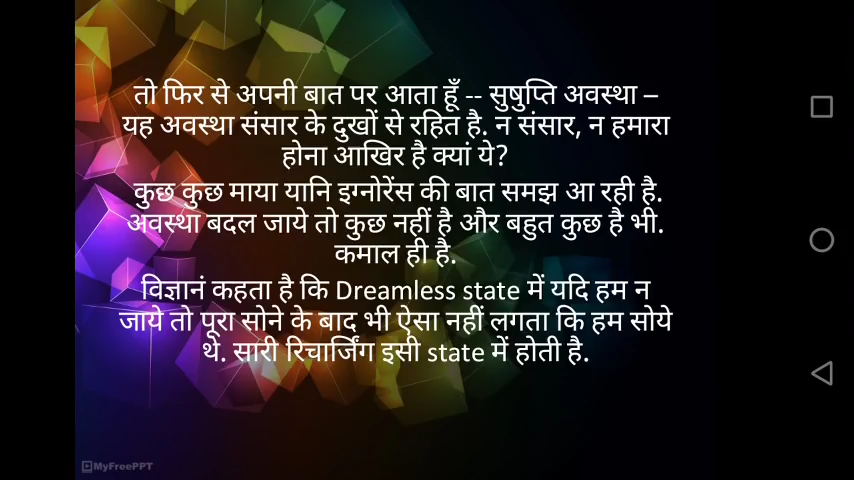 तो फिर से अपनी बात पर आता हूँ -- सुषुप्ति अवस्था –
यह अवस्था संसार के दुखों से रहित है. न संसार, न हमारा
होना आखिर है क्यां ये?
कुछ कुछ माया यानि इग्नोरेंस की बात समझ आ रही है.
अवस्था बदल जाये तो कुछ नहीं है और बहुत कुछ है भी.
कमाल ही है.
विज्ञानं कहता है कि Dreamless state में यदि हम न
जाये तो पूरा सोने के बाद भी ऐसा नहीं लगता कि हम सोये
थे. सारी रिचार्जिंग इसी state में होती है.
MyFreePPT